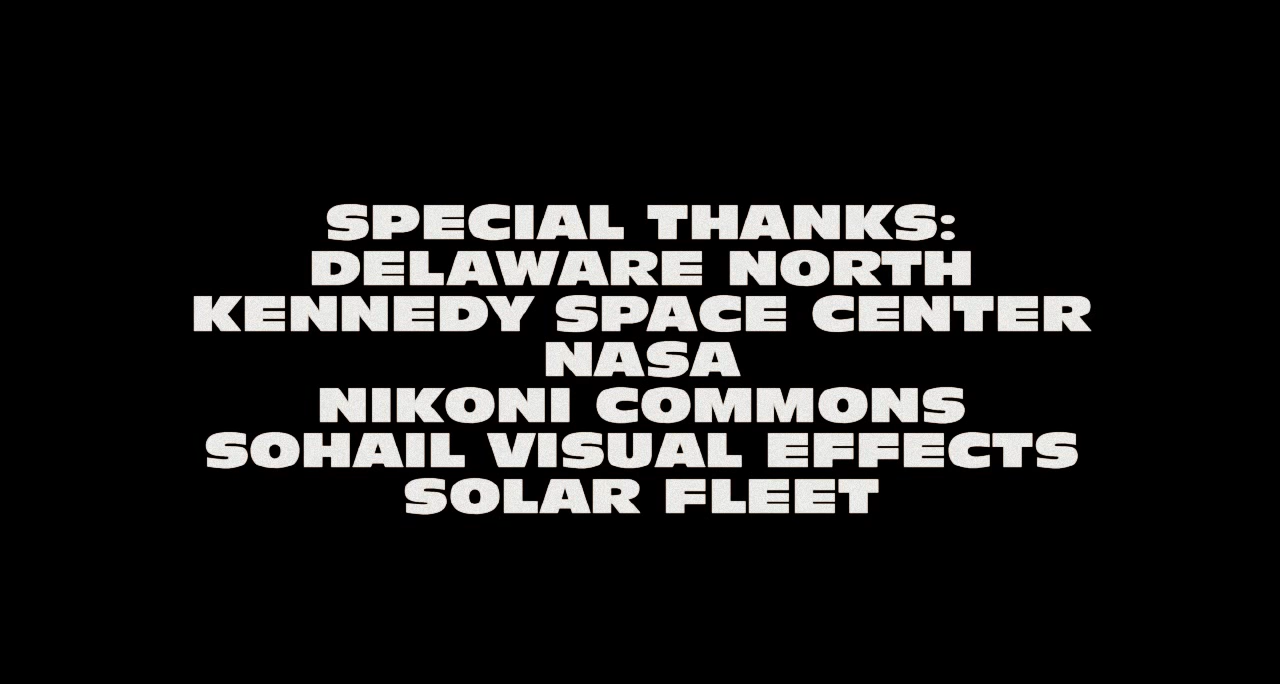 SPECIAL THANKS:
DELAWARE NORTH
KENNEDY SPACE CENTER
NASA
NIKONI COMMONS
SOHAIL VISUAL EFFECTS
SOLAR FLEET